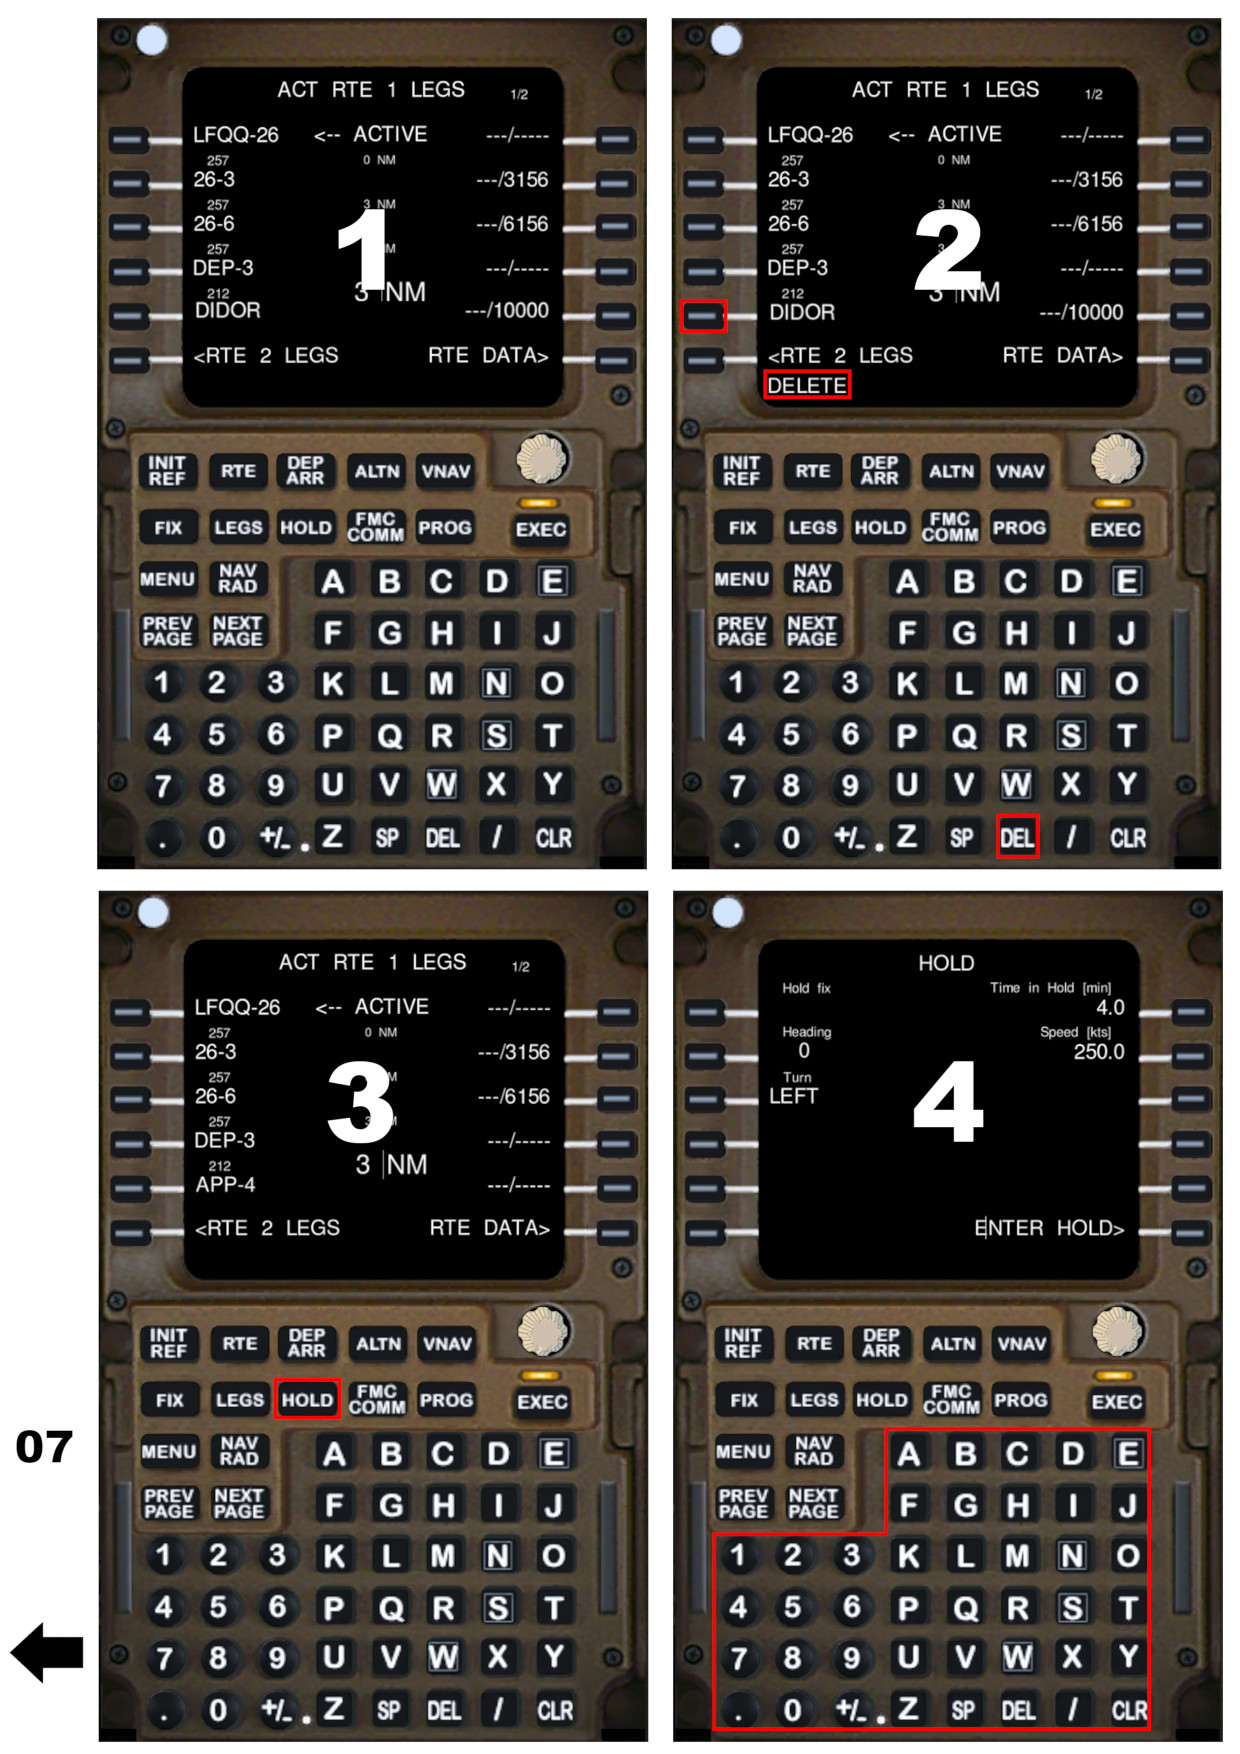 ACT RTE 1 LEGS 1/2
LFQQ-26 <-- ACTIVE ---/-----
257 0 NM
26-3 ---/3156
257 3 NM
26-6 ---/6156
257 M
DEP-3 ---/-----
212 3 NM
DIDOR ---/10000
<RTE 2 LEGS RTE DATA>
1
INIT REF RTE DEP ARR ALTN VNAV
FIX LEGS HOLD FMC COMM PROG EXEC
MENU NAV RAD A B C D E
PREV PAGE NEXT PAGE F G H I J
1 2 3 K L M N O
4 5 6 P Q R S T
7 8 9 U V W X Y
. 0 +/- Z SP DEL / CLR
ACT RTE 1 LEGS 1/2
LFQQ-26 <-- ACTIVE ---/-----
257 0 NM
26-3 ---/3156
257 3 NM
26-6 ---/6156
257 3
DEP-3 ---/-----
212 3 NM
DIDOR ---/10000
<RTE 2 LEGS RTE DATA>
DELETE
2
INIT REF RTE DEP ARR ALTN VNAV
FIX LEGS HOLD FMC COMM PROG EXEC
MENU NAV RAD A B C D E
PREV PAGE NEXT PAGE F G H I J
1 2 3 K L M N O
4 5 6 P Q R S T
7 8 9 U V W X Y
. 0 +/- Z SP DEL / CLR
ACT RTE 1 LEGS 1/2
LFQQ-26 <-- ACTIVE ---/-----
257 0 NM
26-3 ---/3156
257 M
26-6 ---/6156
257 3 M
DEP-3 ---/-----
212 3 NM
APP-4 ---/-----
<RTE 2 LEGS RTE DATA>
3
INIT REF RTE DEP ARR ALTN VNAV
FIX LEGS HOLD FMC COMM PROG EXEC
MENU NAV RAD A B C D E
PREV PAGE NEXT PAGE F G H I J
1 2 3 K L M N O
4 5 6 P Q R S T
7 8 9 U V W X Y
. 0 +/- Z SP DEL / CLR
HOLD
Hold fix Time in Hold [min]
4.0
Heading Speed [kts]
0 250.0
Turn
LEFT
ENTER HOLD>
4
INIT REF RTE DEP ARR ALTN VNAV
FIX LEGS HOLD FMC COMM PROG EXEC
MENU NAV RAD A B C D E
PREV PAGE NEXT PAGE F G H I J
1 2 3 K L M N O
4 5 6 P Q R S T
7 8 9 U V W X Y
. 0 +/- Z SP DEL / CLR
07